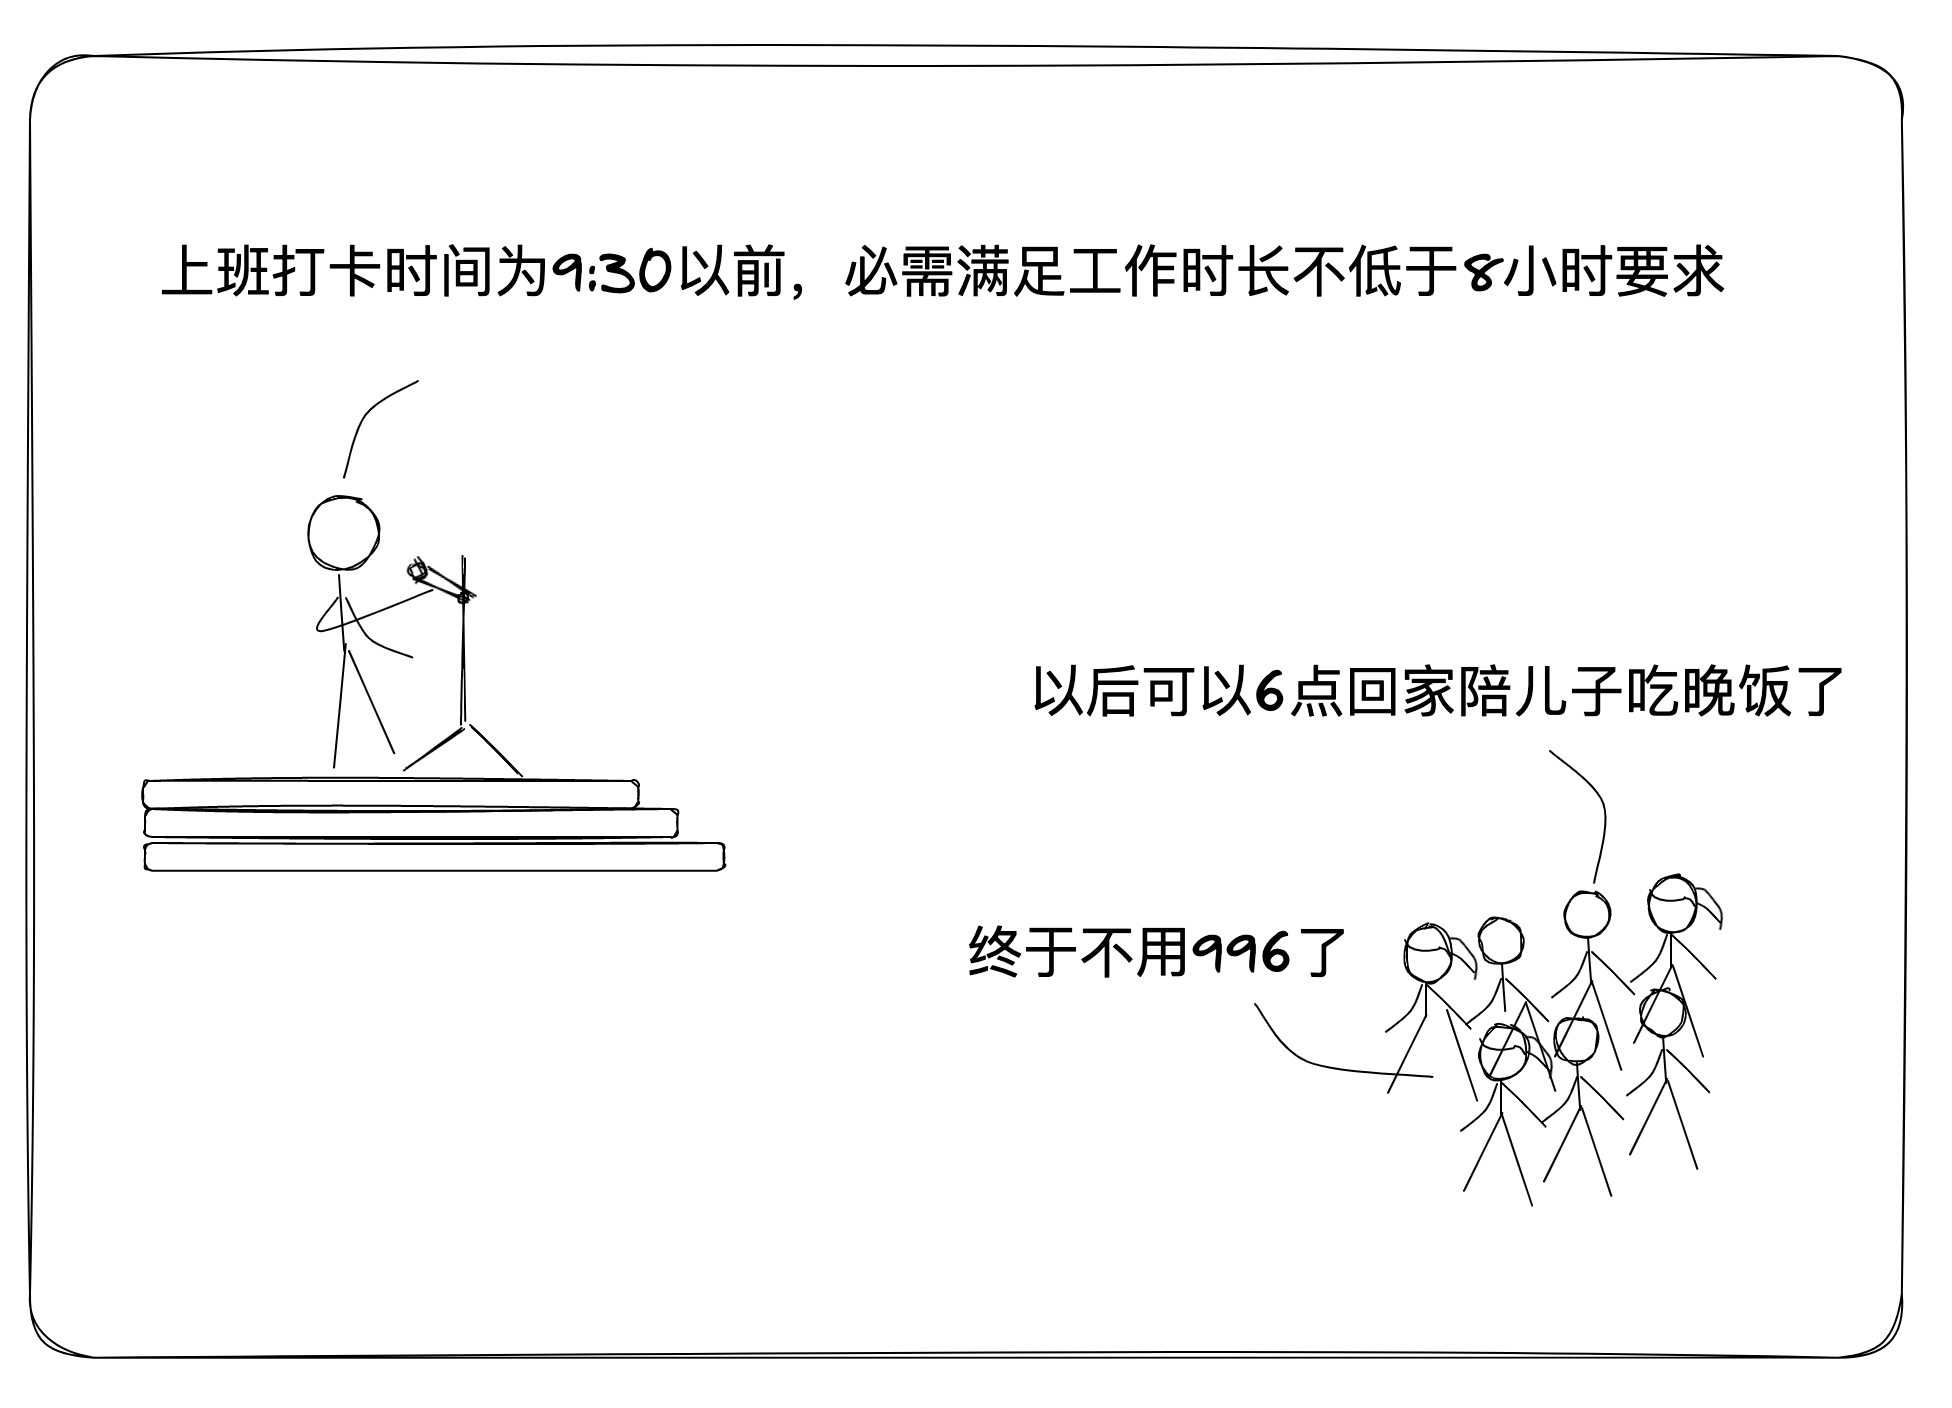 上班打卡时间为9:30以前，必需满足工作时长不低于8小时要求
以后可以6点回家陪儿子吃晚饭了
终于不用996了